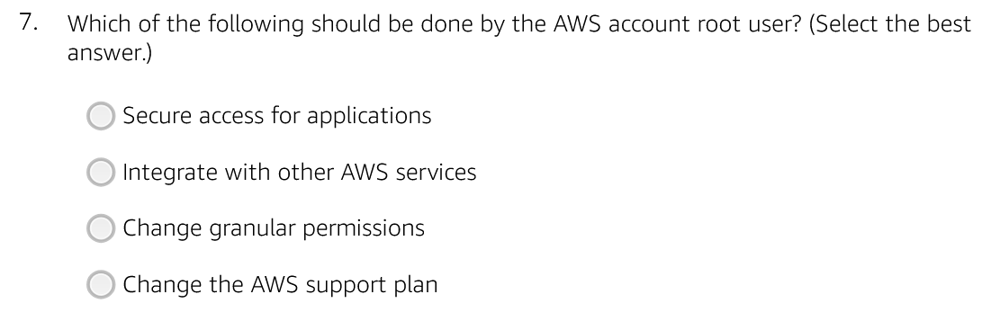 7. Which of the following should be done by the AWS account root user? (Select the best
answer.)
Secure access for applications
Integrate with other AWS services
Change granular permissions
Change the AWS support plan